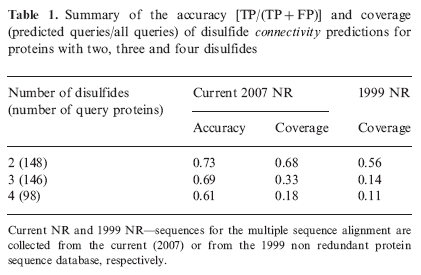 Table 1. Summary of the accuracy [TP/(TP + FP)] and coverage
(predicted queries/all queries) of disulfide connectivity predictions for
proteins with two, three and four disulfides
Number of disulfides Current 2007 NR 1999 NR
(number of query proteins)
Accuracy Coverage Coverage
2 (148) 0.73 0.68 0.56
3 (146) 0.69 0.33 0.14
4 (98) 0.61 0.18 0.11
Current NR and 1999 NR—sequences for the multiple sequence alignment are
collected from the current (2007) or from the 1999 non redundant protein
sequence database, respectively.